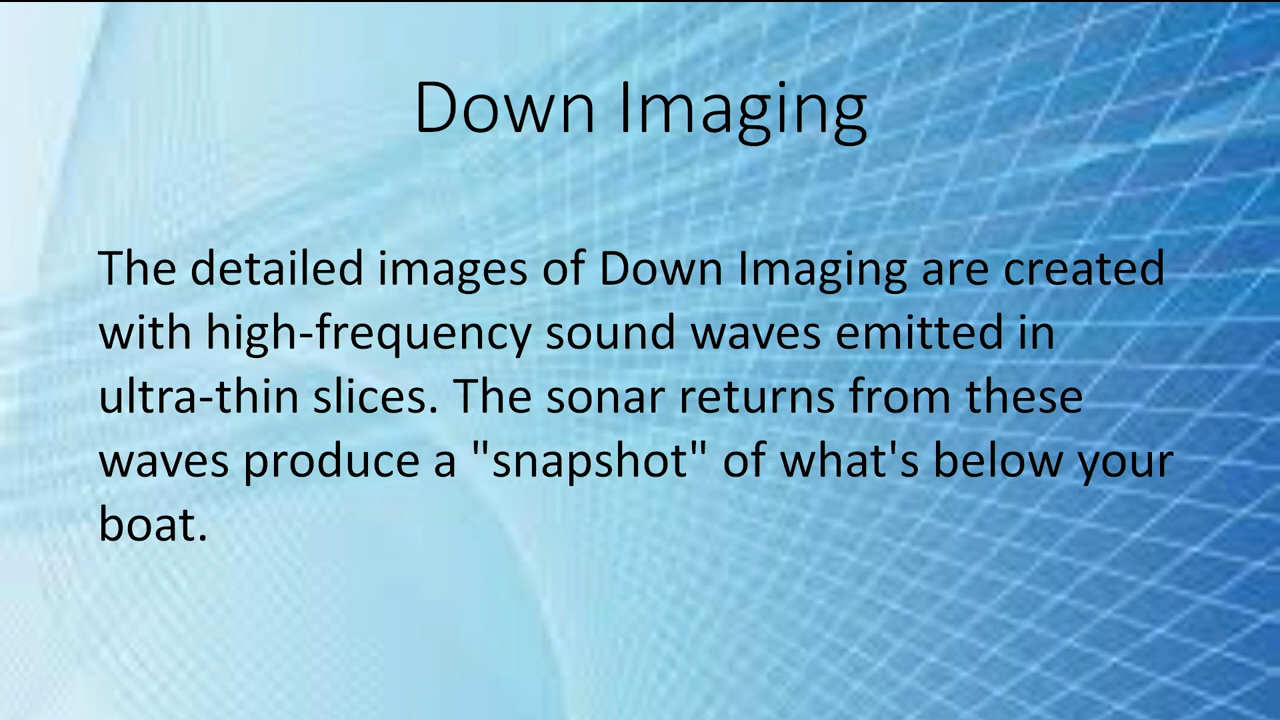 Down Imaging
The detailed images of Down Imaging are created
with high-frequency sound waves emitted in
ultra-thin slices. The sonar returns from these
waves produce a "snapshot" of what's below your
boat.